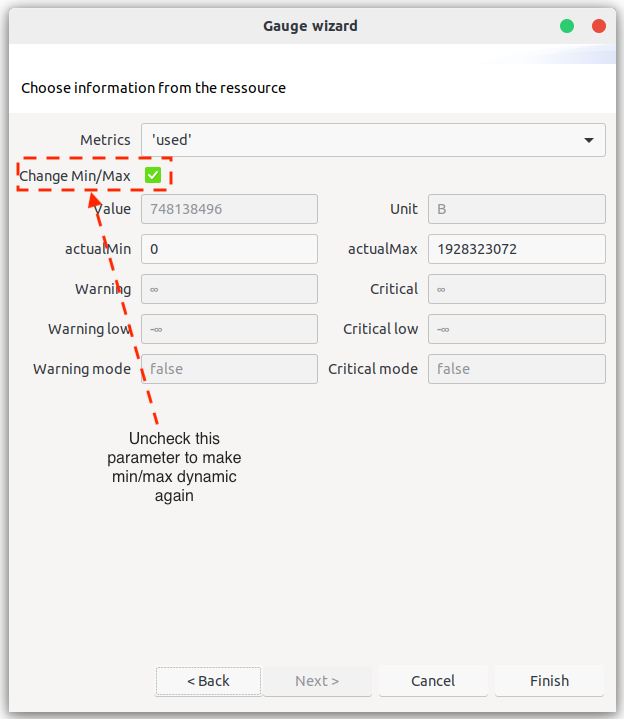 Gauge wizard
Choose information from the ressource
Metrics 'used'
Change Min/Max
Value 748138496 Unit B
actualMin 0 actualMax 1928323072
Warning ∞ Critical ∞
Warning low -∞ Critical low -∞
Warning mode false Critical mode false
Uncheck this
parameter to make
min/max dynamic
again
< Back Next > Cancel Finish